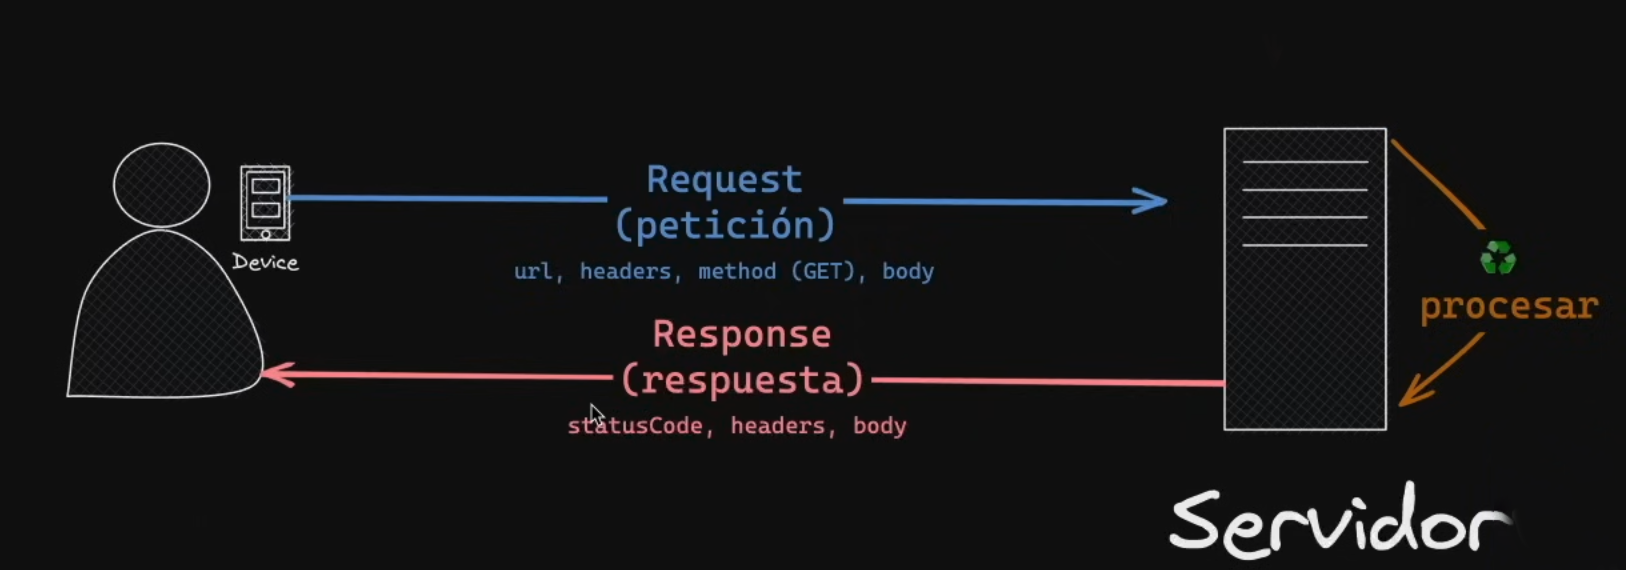 Request
(petición)
url, headers, method (GET), body
Device
Response
(respuesta)
statusCode, headers, body
procesar
Servidor